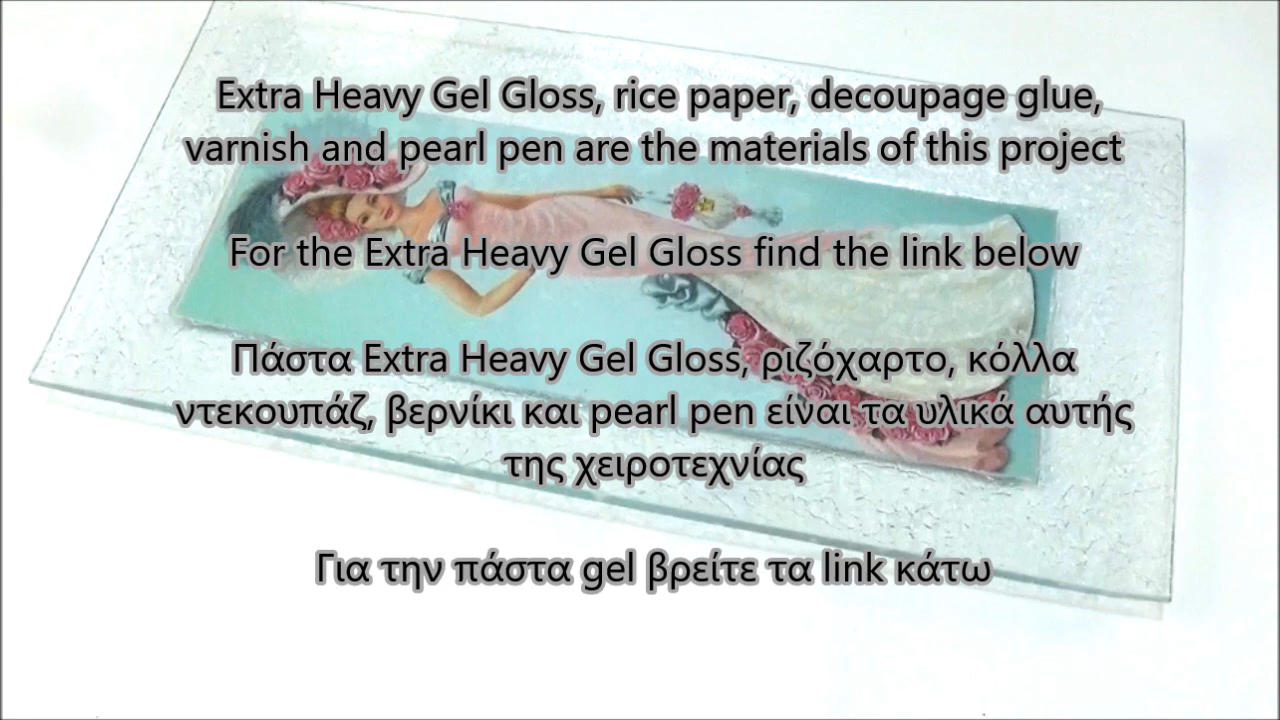 Extra Heavy Gel Gloss, rice paper, decoupage glue,
varnish and pearl pen are the materials of this project
For the Extra Heavy Gel Gloss find the link below
Πάστα Extra Heavy Gel Gloss, ριζόχαρτο, κόλλα
ντεκουπάζ, βερνίκι και pearl pen είναι τα υλικά αυτής
της χειροτεχνίας
Για την πάστα gel βρείτε τα link κάτω